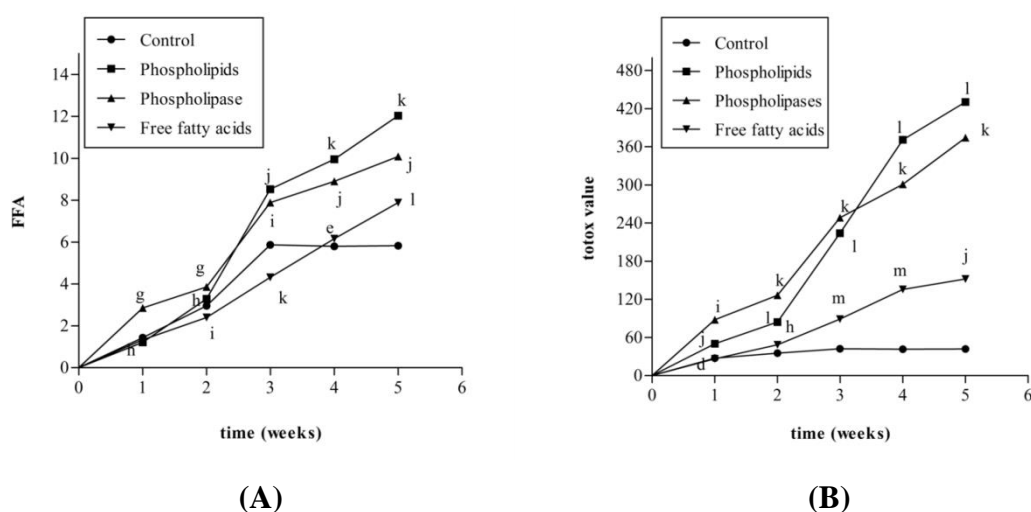 Control
Phospholipids
Phospholipase
Free fatty acids
14
12
10
8
6
4
2
0
FFA
0 1 2 3 4 5 6
time (weeks)
g
h
g
h
i
j
i
k
k
j
e
k
j
l
(A)
Control
Phospholipids
Phospholipases
Free fatty acids
480
420
360
300
240
180
120
60
0
totox value
0 1 2 3 4 5 6
time (weeks)
i
j
d
k
l
h
k
l
m
l
k
m
l
k
j
(B)